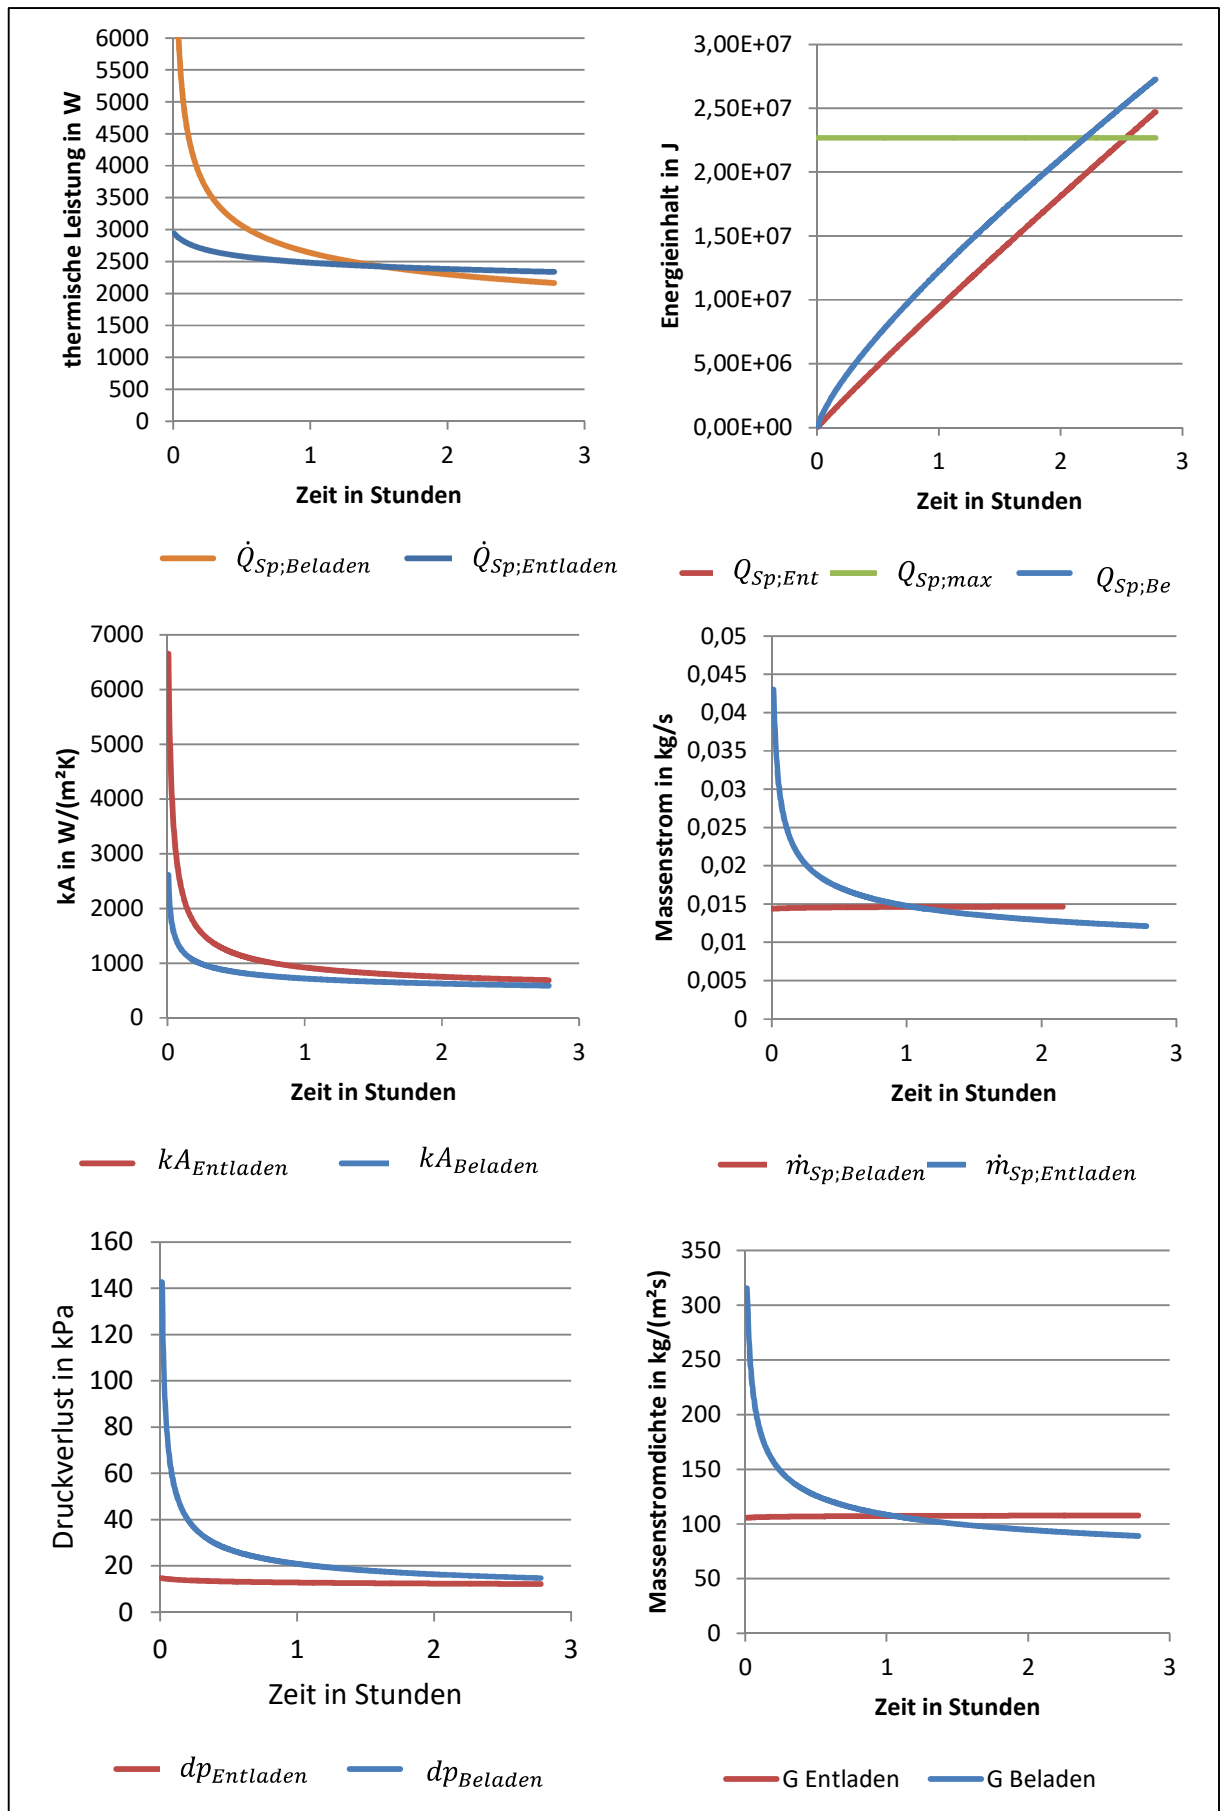 thermische Leistung in W
6000
5500
5000
4500
4000
3500
3000
2500
2000
1500
1000
500
0
0 1 2 3
Zeit in Stunden
Q̇Sp;Beladen Q̇Sp;Entladen
Energieinhalt in J
3,00E+07
2,50E+07
2,00E+07
1,50E+07
1,00E+07
5,00E+06
0,00E+00
0 1 2 3
Zeit in Stunden
QSp;Ent QSp;max QSp;Be
kA in W/(m²K)
7000
6000
5000
4000
3000
2000
1000
0
0 1 2 3
Zeit in Stunden
kAEntladen kABeladen
Massenstrom in kg/s
0,05
0,045
0,04
0,035
0,03
0,025
0,02
0,015
0,01
0,005
0
0 1 2 3
Zeit in Stunden
ṁSp;Beladen ṁSp;Entladen
Druckverlust in kPa
160
140
120
100
80
60
40
20
0
0 1 2 3
Zeit in Stunden
dpEntladen dpBeladen
Massenstromdichte in kg/(m²s)
350
300
250
200
150
100
50
0
0 1 2 3
Zeit in Stunden
G Entladen G Beladen